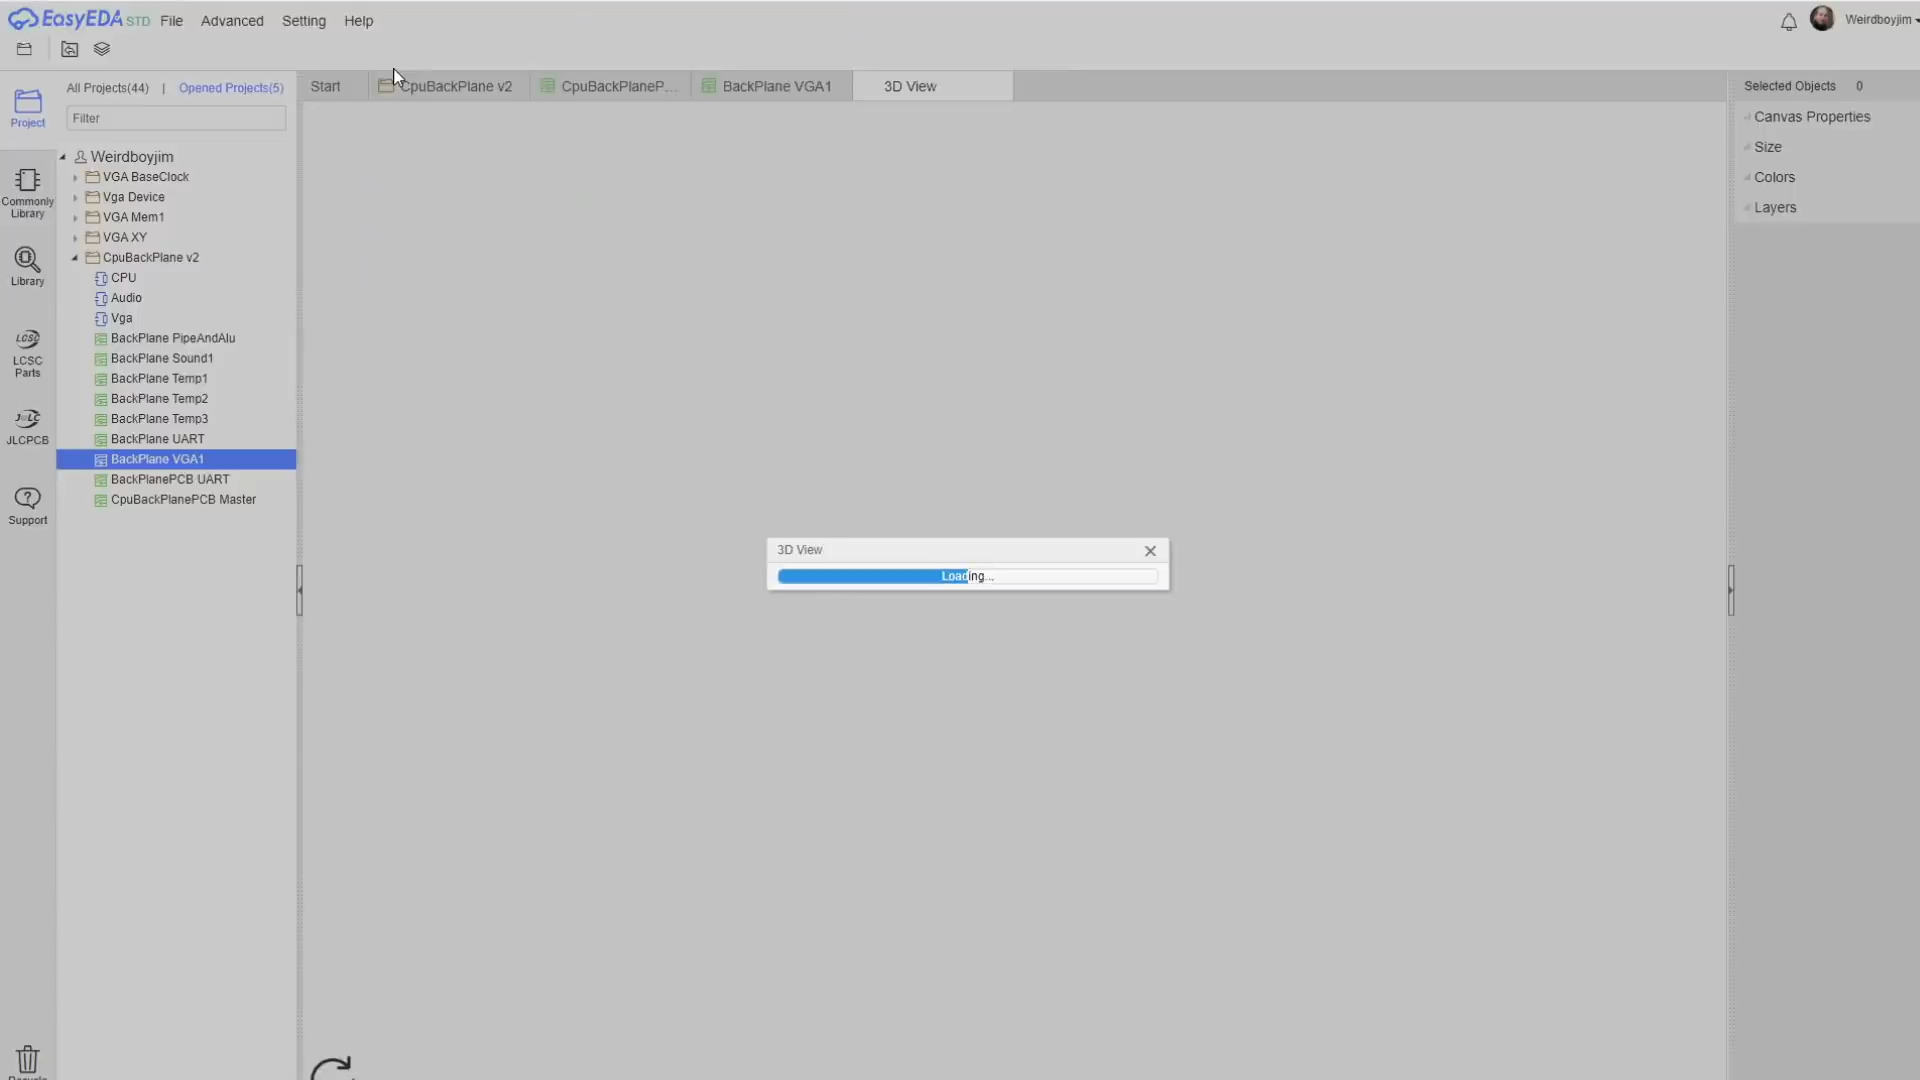 EasyEDA STD File Advanced Setting Help
Weirdboyjim
All Projects(44) | Opened Projects(5)
Start
CpuBackPlane v2
CpuBackPlaneP...
BackPlane VGA1
3D View
Selected Objects 0
Project
Filter
Canvas Properties
Size
Colors
Layers
Weirdboyjim
VGA BaseClock
Vga Device
VGA Mem1
VGA XY
CpuBackPlane v2
CPU
Audio
Vga
BackPlane PipeAndAlu
BackPlane Sound1
BackPlane Temp1
BackPlane Temp2
BackPlane Temp3
BackPlane UART
BackPlane VGA1
BackPlanePCB UART
CpuBackPlanePCB Master
Commonly
Library
Library
LCSC
LCSC
Parts
JLCPCB
Support
3D View
Loading...